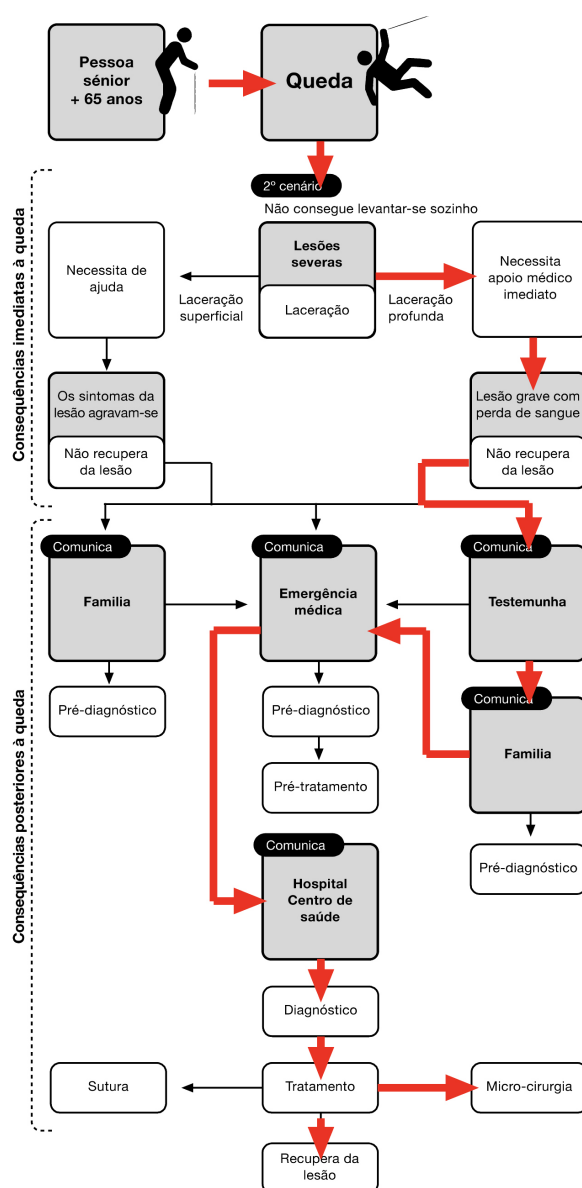 Pessoa
sénior
+ 65 anos
Queda
2º cenário
Não consegue levantar-se sozinho
Consequências imediatas à queda
Necessita de
ajuda
Laceração
superficial
Lesões
severas
Laceração
Laceração
profunda
Necessita
apoio médico
imediato
Os sintomas da
lesão agravam-se
Não recupera
da lesão
Lesão grave com
perda de sangue
Não recupera
da lesão
Consequências posteriores à queda
Comunica
Familia
Comunica
Emergência
médica
Comunica
Testemunha
Pré-diagnóstico
Pré-diagnóstico
Comunica
Familia
Pré-tratamento
Pré-diagnóstico
Comunica
Hospital
Centro de
saúde
Diagnóstico
Sutura
Tratamento
Micro-cirurgia
Recupera da
lesão